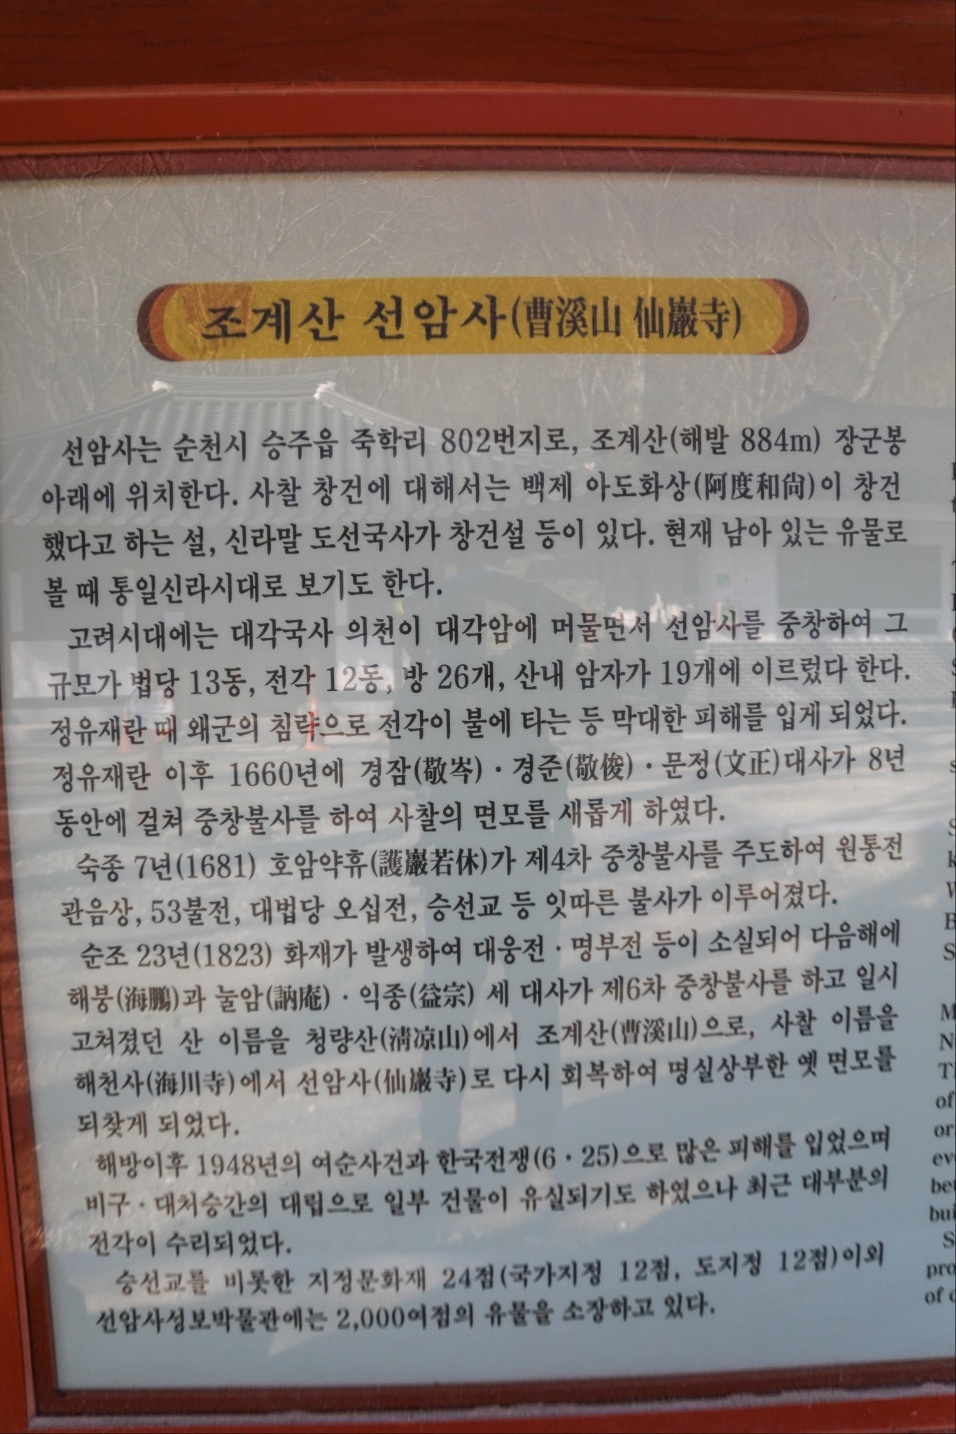 조계산 선암사(曹溪山 仙巖寺)
선암사는 순천시 승주읍 죽학리 802번지로, 조계산(해발 884m) 장군봉
아래에 위치한다. 사찰 창건에 대해서는 백제 아도화상(阿度和尙)이 창건
했다고 하는 설, 신라말 도선국사가 창건설 등이 있다. 현재 남아 있는 유물로
볼 때 통일신라시대로 보기도 한다.
고려시대에는 대각국사 의천이 대각암에 머물면서 선암사를 중창하여 그
규모가 법당 13동, 전각 12동, 방 26개, 산내 암자가 19개에 이르렀다 한다.
정유재란 때 왜군의 침략으로 전각이 불에 타는 등 막대한 피해를 입게 되었다.
정유재란 이후 1660년에 경잠(敬岑)·경준(敬俊)·문정(文正)대사가 8년
동안에 걸쳐 중창불사를 하여 사찰의 면모를 새롭게 하였다.
숙종 7년(1681) 호암약휴(護巖若休)가 제4차 중창불사를 주도하여 원통전
관음상, 53불전, 대법당 오십전, 승선교 등 잇따른 불사가 이루어졌다.
순조 23년(1823) 화재가 발생하여 대웅전·명부전 등이 소실되어 다음해에
해붕(海鵬)과 눌암(訥庵)·익종(益宗) 세 대사가 제6차 중창불사를 하고 일시
고쳐졌던 산 이름을 청량산(淸凉山)에서 조계산(曹溪山)으로, 사찰 이름을
해천사(海川寺)에서 선암사(仙巖寺)로 다시 회복하여 명실상부한 옛 면모를
되찾게 되었다.
해방이후 1948년의 여순사건과 한국전쟁(6·25)으로 많은 피해를 입었으며
비구·대처승간의 대립으로 일부 건물이 유실되기도 하였으나 최근 대부분의
전각이 수리되었다.
승선교를 비롯한 지정문화재 24점(국가지정 12점, 도지정 12점)이외
선암사성보박물관에는 2,000여점의 유물을 소장하고 있다.